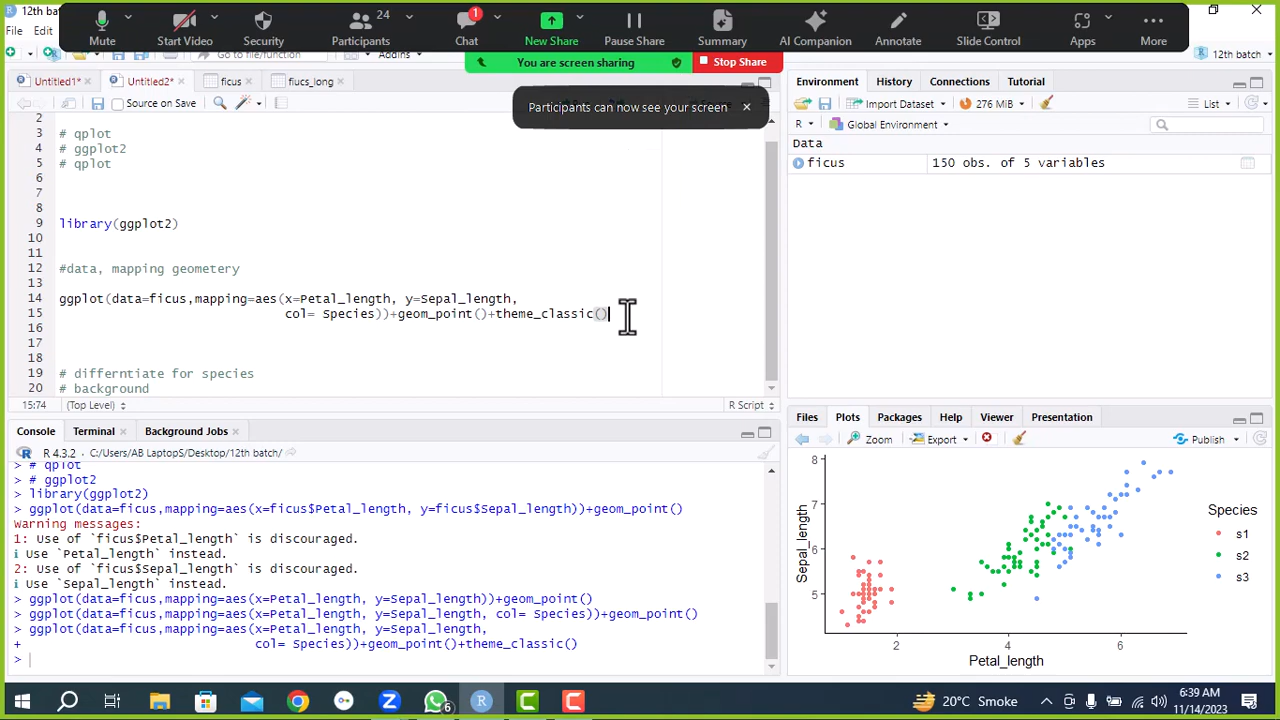 24
1
Mute
Start Video
Security
Participants
Chat
New Share
Pause Share
Summary
AI Companion
Annotate
Slide Control
Apps
More
File
Go to file/function
Addins
12th batch
You are screen sharing
Stop Share
Untitled1*
Untitled2*
ficus
fiucs_long
Participants can now see your screen
Source on Save
2
3 # qplot
4 # ggplot2
5 # qplot
6
7
8
9 library(ggplot2)
10
11
12 #data, mapping geometery
13
14 ggplot(data=ficus,mapping=aes(x=Petal_length, y=Sepal_length,
15 col= Species))+geom_point()+theme_classic()
16
17
18
19 # differntiate for species
20 # background
15:74 (Top Level) R Script
Console Terminal Background Jobs
R 4.3.2 · C:/Users/AB LaptopS/Desktop/12th batch/
> # qplot
> # ggplot2
> library(ggplot2)
> ggplot(data=ficus,mapping=aes(x=ficus$Petal_length, y=ficus$Sepal_length))+geom_point()
Warning messages:
1: Use of `ficus$Petal_length` is discouraged.
ℹ Use `Petal_length` instead.
2: Use of `ficus$Sepal_length` is discouraged.
ℹ Use `Sepal_length` instead.
> ggplot(data=ficus,mapping=aes(x=Petal_length, y=Sepal_length))+geom_point()
> ggplot(data=ficus,mapping=aes(x=Petal_length, y=Sepal_length, col= Species))+geom_point()
> ggplot(data=ficus,mapping=aes(x=Petal_length, y=Sepal_length,
+ col= Species))+geom_point()+theme_classic()
>
Environment History Connections Tutorial
Import Dataset 276 MiB List
R Global Environment
Data
ficus 150 obs. of 5 variables
Files Plots Packages Help Viewer Presentation
Zoom Export Publish
8
7
6
5
Sepal_length
2 4 6
Petal_length
Species
s1
s2
s3
6
20°C Smoke
6:39 AM
11/14/2023